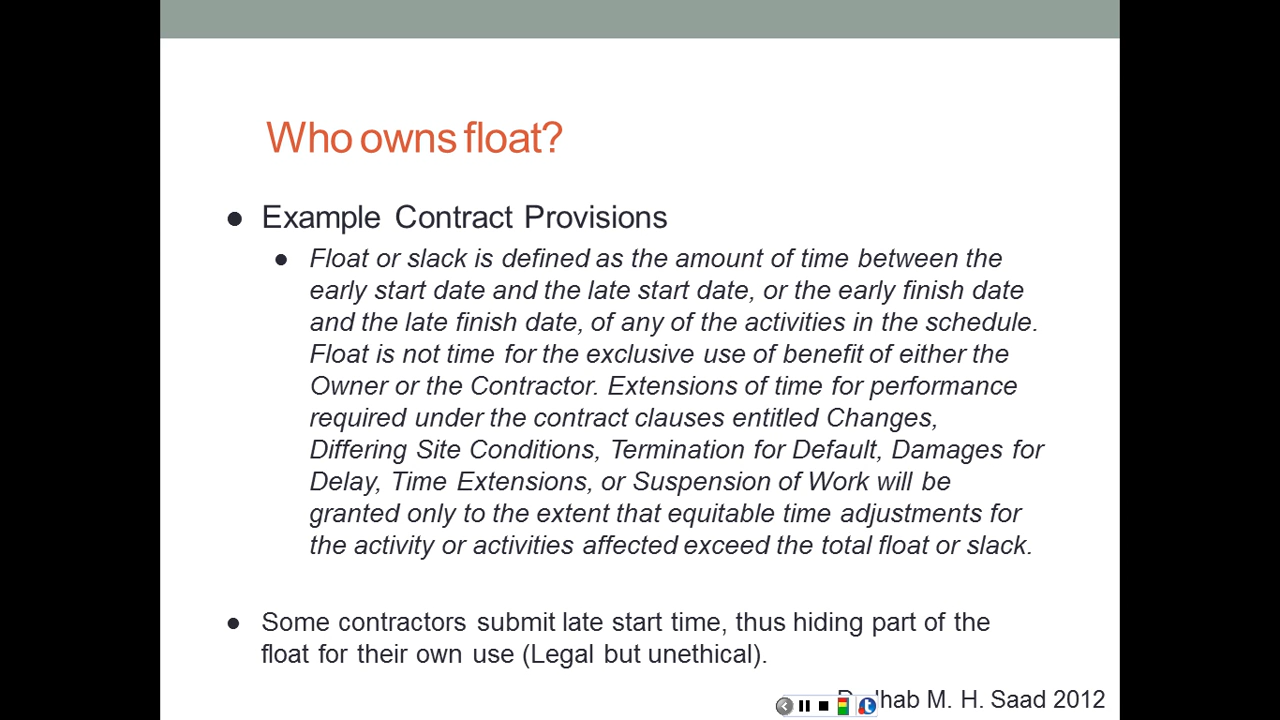 Who owns float?
● Example Contract Provisions
● Float or slack is defined as the amount of time between the
early start date and the late start date, or the early finish date
and the late finish date, of any of the activities in the schedule.
Float is not time for the exclusive use of benefit of either the
Owner or the Contractor. Extensions of time for performance
required under the contract clauses entitled Changes,
Differing Site Conditions, Termination for Default, Damages for
Delay, Time Extensions, or Suspension of Work will be
granted only to the extent that equitable time adjustments for
the activity or activities affected exceed the total float or slack.
● Some contractors submit late start time, thus hiding part of the
float for their own use (Legal but unethical).
M. H. Saad 2012